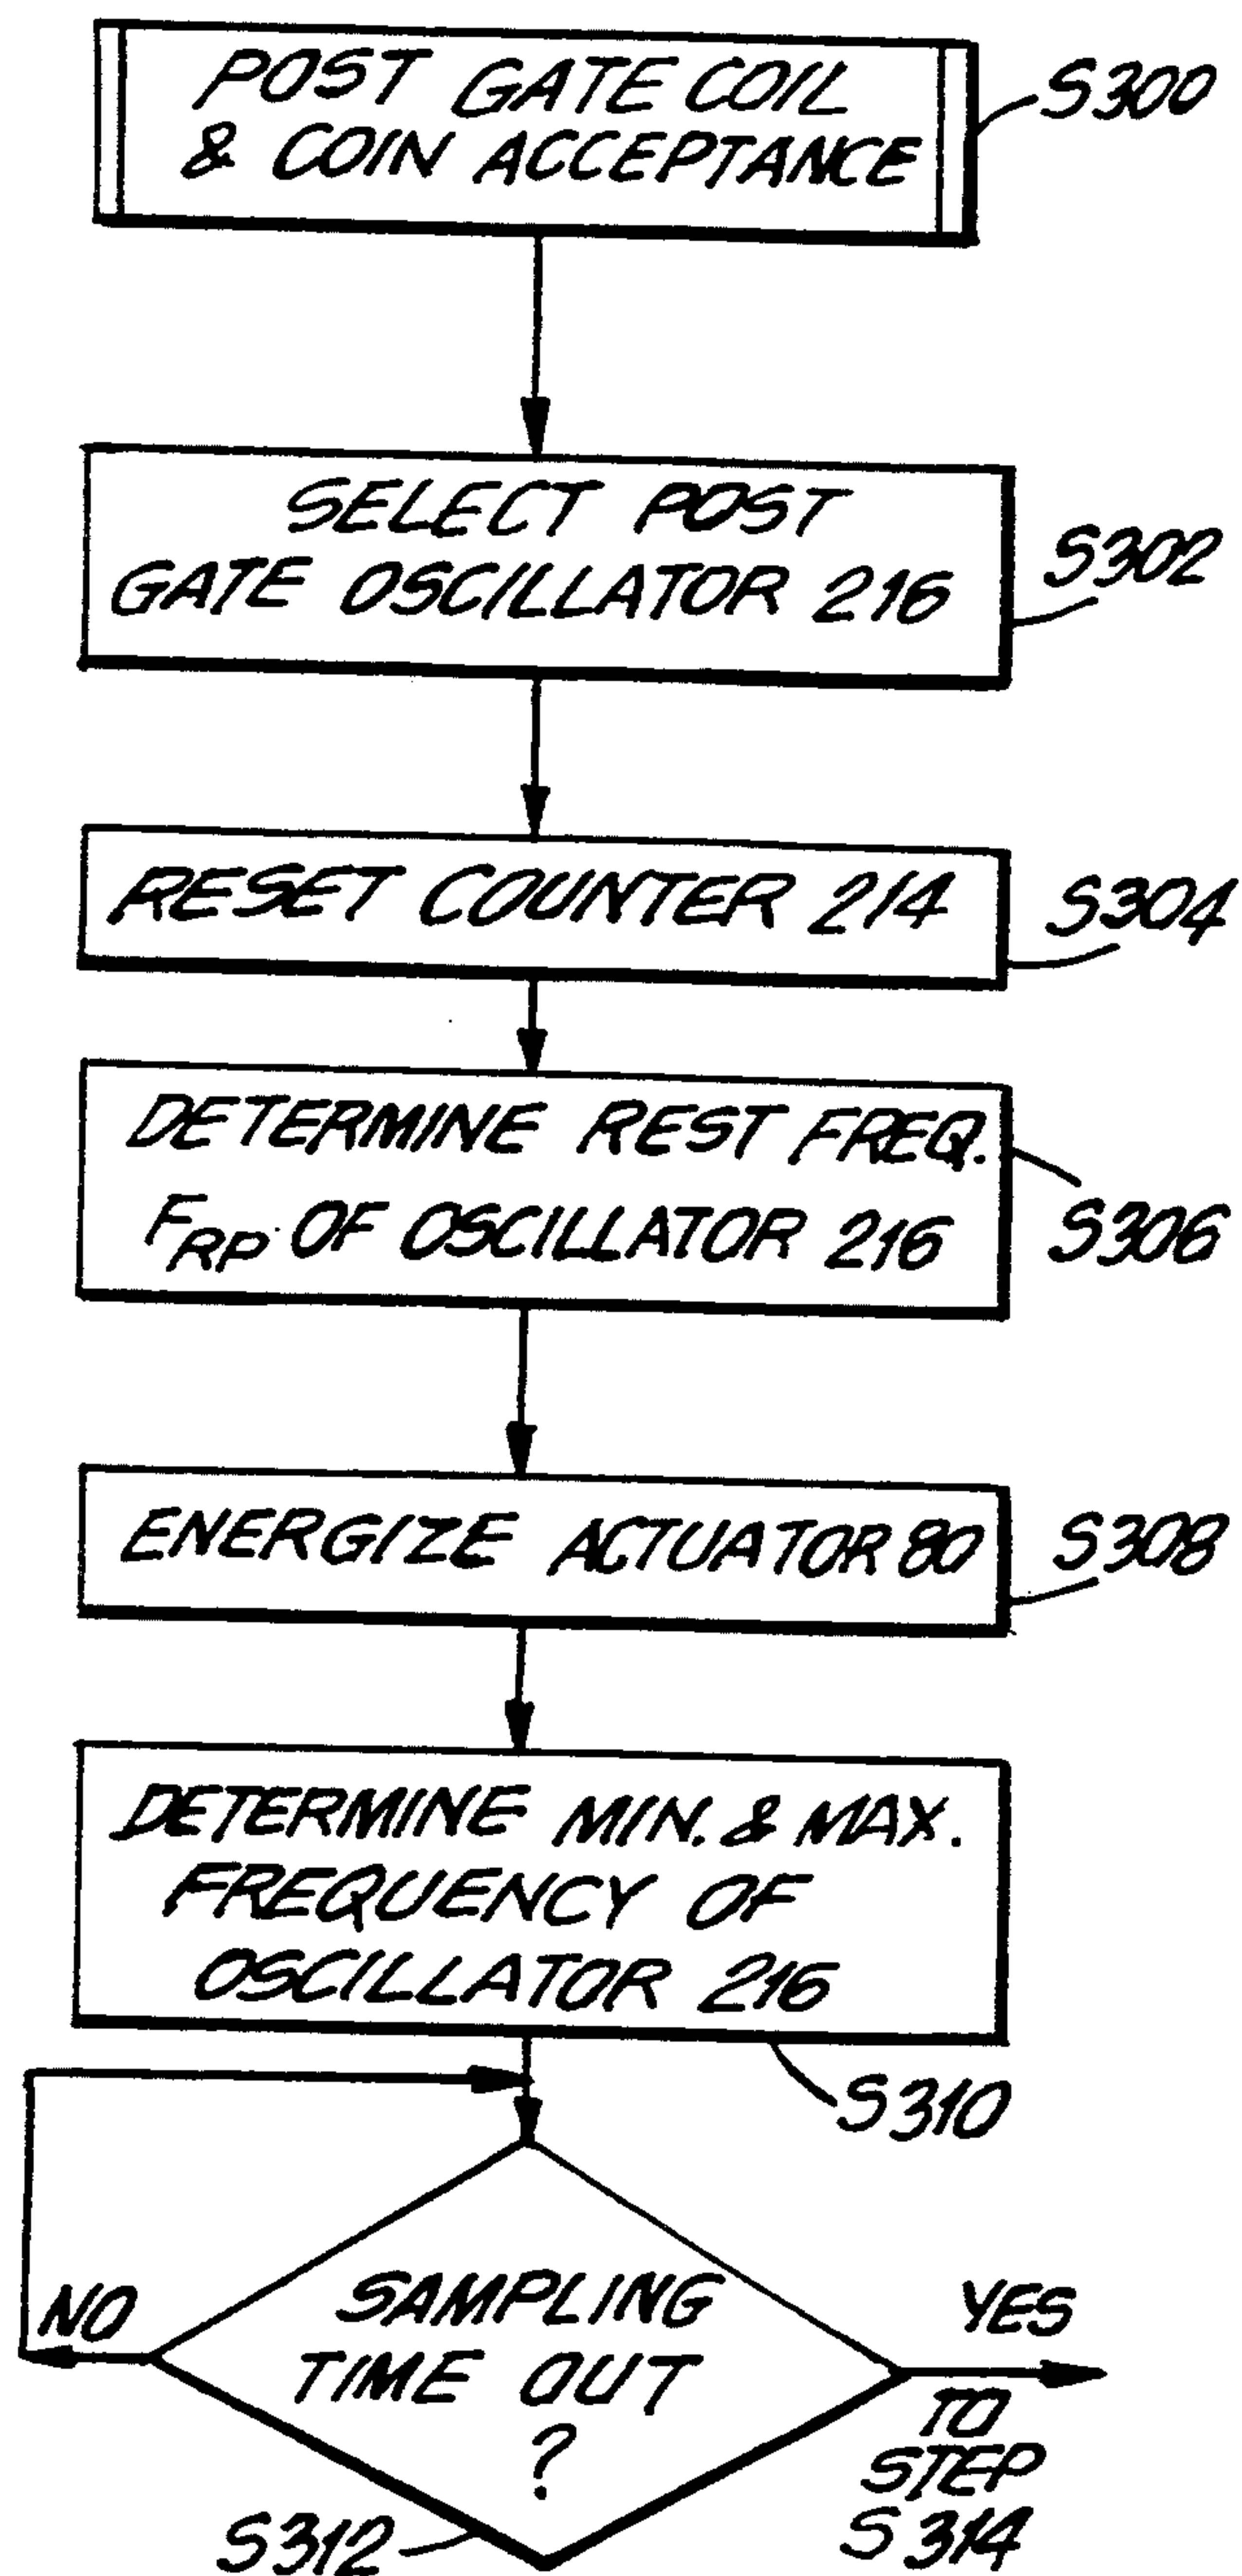 POST GATE COIL
& COIN ACCEPTANCE
S300
SELECT POST
GATE OSCILLATOR 216
S302
RESET COUNTER 214
S304
DETERMINE REST FREQ.
FRP OF OSCILLATOR 216
S306
ENERGIZE ACTUATOR 80
S308
DETERMINE MIN. & MAX.
FREQUENCY OF
OSCILLATOR 216
S310
SAMPLING
TIME OUT
?
NO
YES
TO
STEP
S314
S312